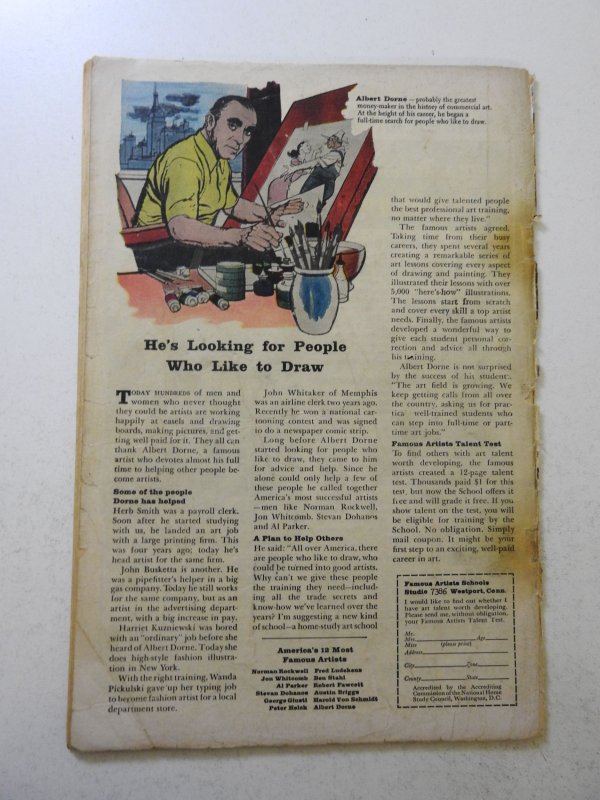 Albert Dorne — probably the greatest
money-maker in the history of commercial art.
At the height of his career, he began a
full-time search for people who like to draw.
He's Looking for People
Who Like to Draw
TODAY HUNDREDS of men and
women who never thought
they could be artists are working
happily at easels and drawing
boards, making pictures, and get-
ting well paid for it. They all can
thank Albert Dorne, a famous
artist who devotes almost his full
time to helping other people be-
come artists.
Some of the people
Dorne has helped
Herb Smith was a payroll clerk.
Soon after he started studying
with us, he landed an art job
with a large printing firm. This
was four years ago; today he's
head artist for the same firm.
John Busketta is another. He
was a pipefitter's helper in a big
gas company. Today he still works
for the same company, but as an
artist in the advertising depart-
ment, with a big increase in pay.
Harriet Kuzniewski was bored
with an "ordinary" job before she
heard of Albert Dorne. Today she
does high-style fashion illustra-
tion in New York.
With the right training, Wanda
Pickulski gave up her typing job
to become fashion artist for a local
department store.
John Whitaker of Memphis
was an airline clerk two years ago.
Recently he won a national car-
tooning contest and was signed
to do a newspaper comic strip.
Long before Albert Dorne
started looking for people who
like to draw, they came to him
for advice and help. Since he
alone could only help a few of
these people he called together
America's most successful artists
—men like Norman Rockwell,
Jon Whitcomb, Stevan Dohanos
and Al Parker.
A Plan to Help Others
He said: "All over America, there
are people who like to draw, who
could be turned into good artists.
Why can't we give these people
the training they need—includ-
ing all the trade secrets and
know-how we've learned over the
years? I'm suggesting a new kind
of school—a home-study art school
America's 12 Most
Famous Artists
Norman Rockwell Fred Ludekens
Jon Whitcomb Ben Stahl
Al Parker Robert Fawcett
Stevan Dohanos Austin Briggs
George Giusti Harold Von Schmidt
Peter Helck Albert Dorne
that would give talented people
the best professional art training,
no matter where they live."
The famous artists agreed.
Taking time from their busy
careers, they spent several years
creating a remarkable series of
art lessons covering every aspect
of drawing and painting. They
illustrated their lessons with over
5,000 "here's-how" illustrations.
The lessons start from scratch
and cover every skill a top artist
needs. Finally, the famous artists
developed a wonderful way to
give each student personal cor-
rection and advice all through
his training.
Albert Dorne is not surprised
by the success of his students.
"The art field is growing. We
keep getting calls from all over
the country, asking us for prac-
tical well-trained students who
can step into full-time or part-
time art jobs."
Famous Artists Talent Test
To find others with art talent
worth developing, the famous
artists created a 12-page talent
test. Thousands paid $1 for this
test, but now the School offers it
free and will grade it free. If you
show talent on the test, you will
be eligible for training by the
School. No obligation. Simply
mail coupon. It might be your
first step to an exciting, well-paid
career in art.
Famous Artists Schools
Studio 7386 Westport, Conn.
I would like to find out whether I
have art talent worth developing.
Please send me, without obligation,
your Famous Artists Talent Test.
Mr.
Mrs. Age
Miss (please print)
Address
City Zone
County State
Accredited by the Accrediting
Commission of the National Home
Study Council, Washington, D.C.